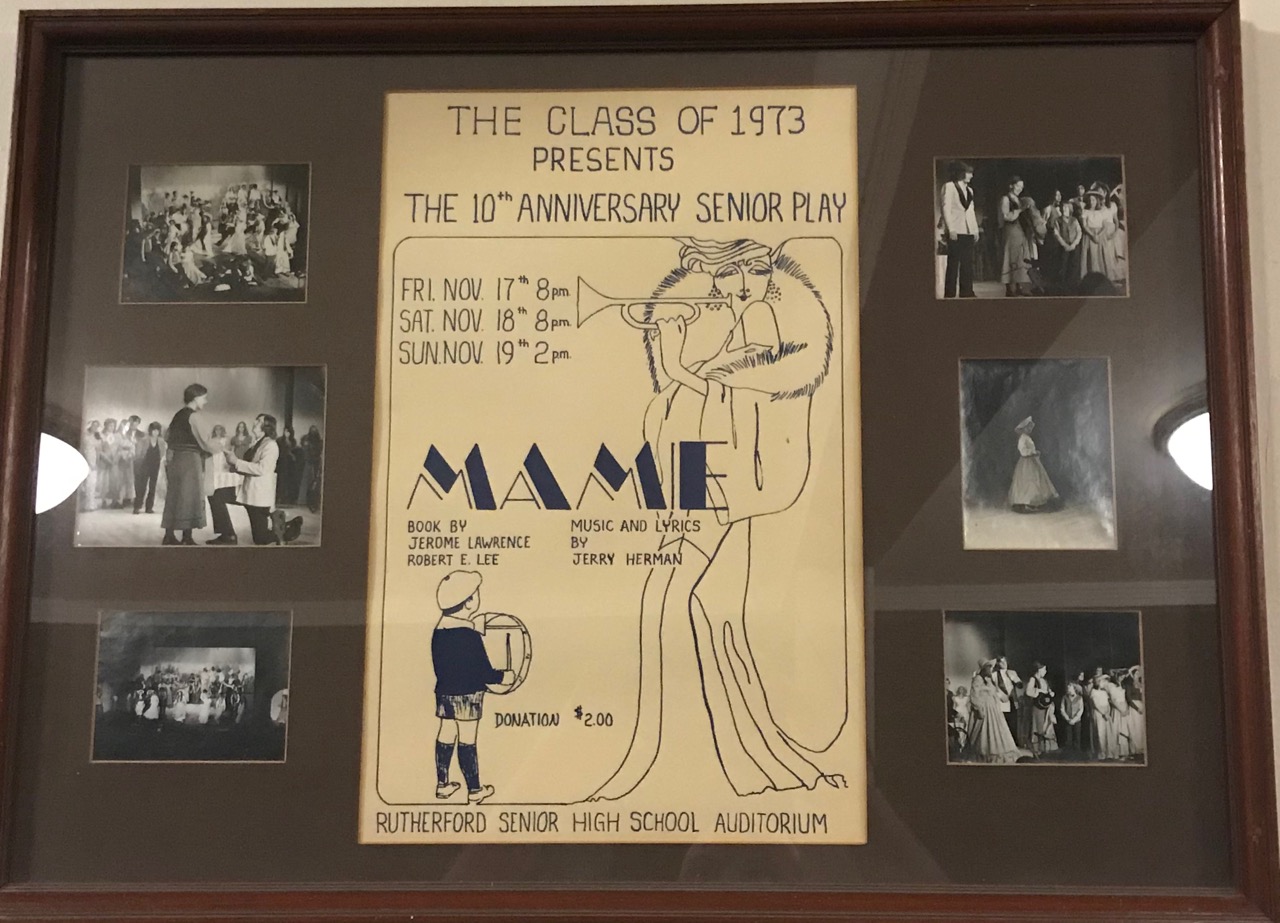 THE CLASS OF 1973
PRESENTS
THE 10th ANNIVERSARY SENIOR PLAY
FRI. NOV. 17th 8pm.
SAT. NOV. 18th 8pm.
SUN.NOV. 19th 2pm.
MAME
BOOK BY
JEROME LAWRENCE
ROBERT E. LEE
MUSIC AND LYRICS
BY
JERRY HERMAN
DONATION $2.00
RUTHERFORD SENIOR HIGH SCHOOL AUDITORIUM